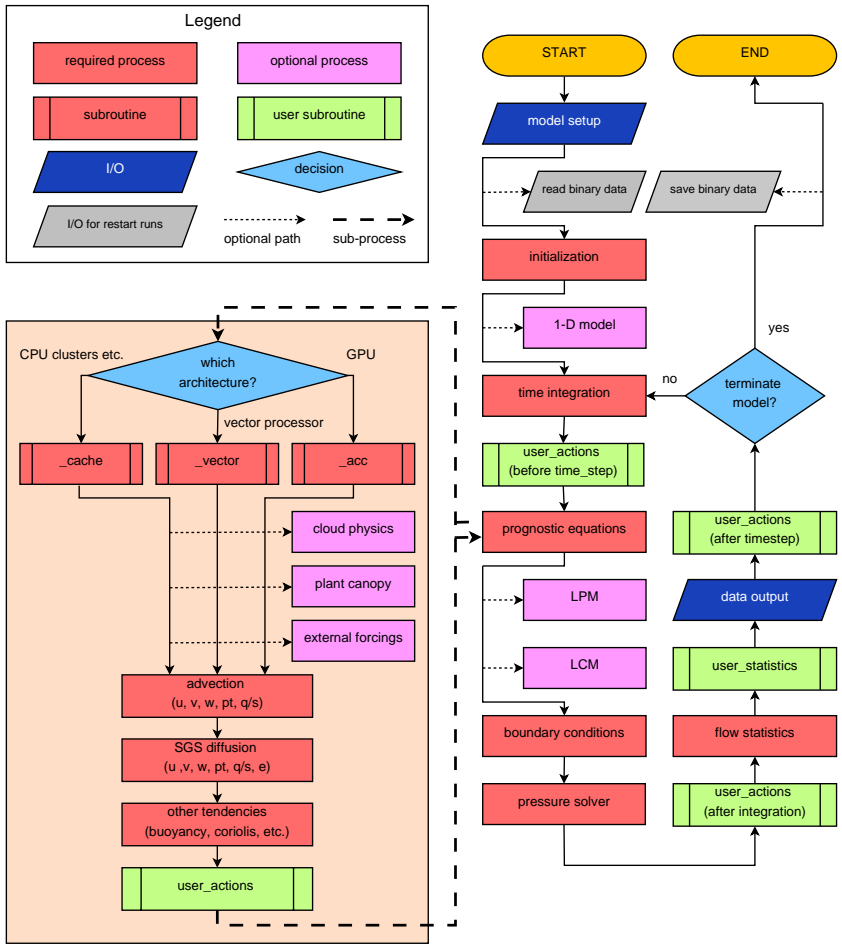 Legend
required process
optional process
subroutine
user subroutine
I/O
decision
I/O for restart runs
optional path
sub-process
START
END
model setup
read binary data
save binary data
initialization
1-D model
yes
time integration
no
terminate
model?
user_actions
(before time_step)
prognostic equations
user_actions
(after timestep)
LPM
data output
LCM
user_statistics
boundary conditions
flow statistics
pressure solver
user_actions
(after integration)
CPU clusters etc.
which
architecture?
GPU
vector processor
_cache
_vector
_acc
cloud physics
plant canopy
external forcings
advection
(u, v, w, pt, q/s)
SGS diffusion
(u ,v, w, pt, q/s, e)
other tendencies
(buoyancy, coriolis, etc.)
user_actions